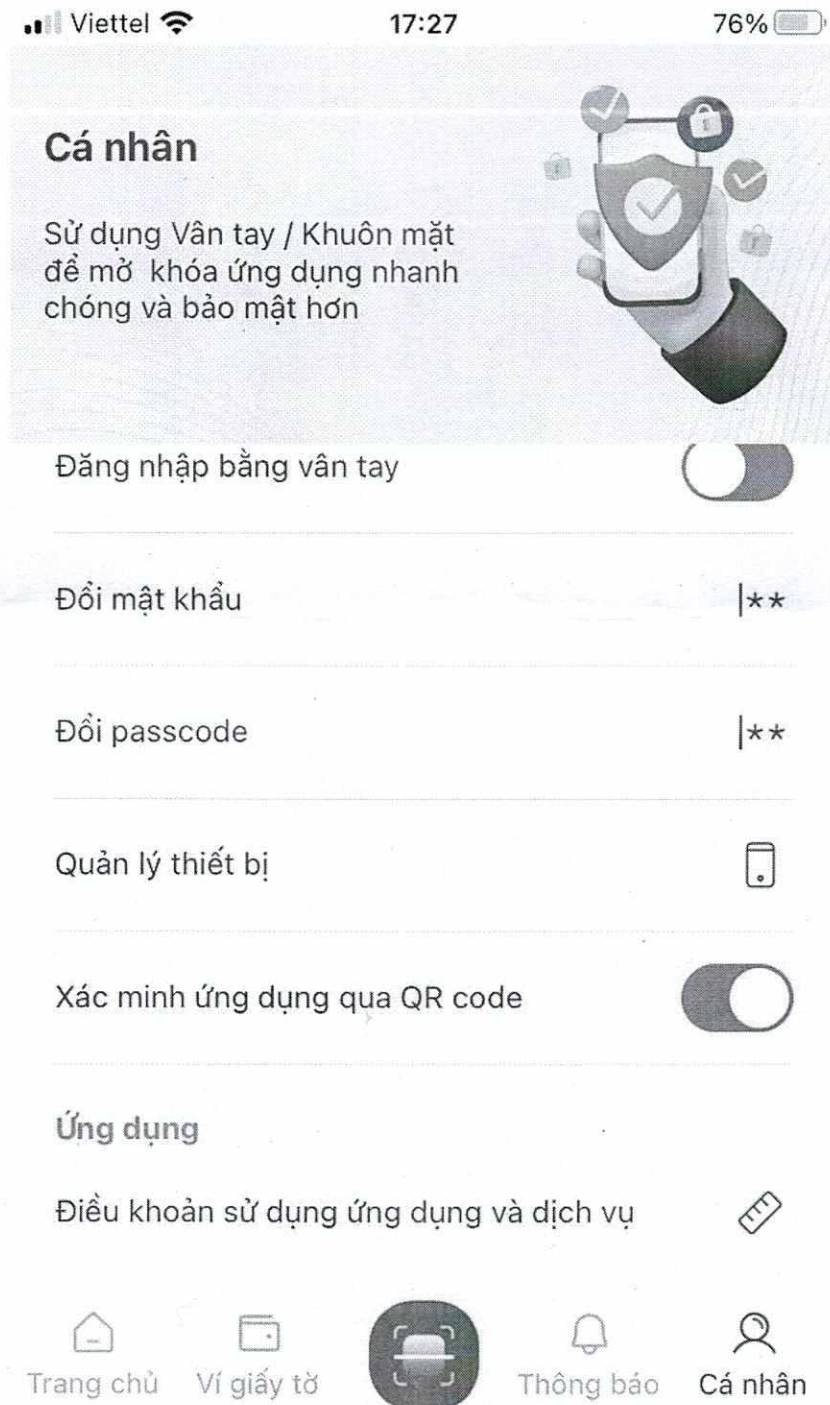 Viettel 17:27 76%
Cá nhân
Sử dụng Vân tay / Khuôn mặt
để mở khóa ứng dụng nhanh
chóng và bảo mật hơn
Đăng nhập bằng vân tay
Đổi mật khẩu |**
Đổi passcode |**
Quản lý thiết bị
Xác minh ứng dụng qua QR code
Ứng dụng
Điều khoản sử dụng ứng dụng và dịch vụ
Trang chủ Ví giấy tờ Thông báo Cá nhân